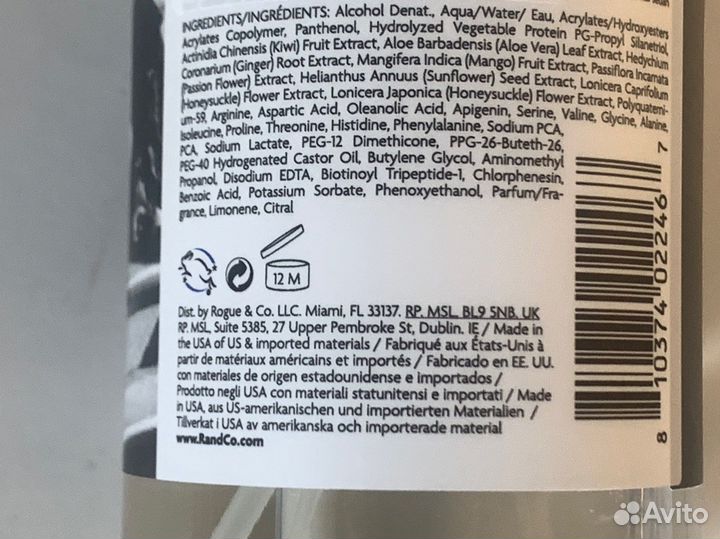 INGREDIENTS/INGRÉDIENTS: Alcohol Denat., Aqua/Water/ Eau, Acrylates/Hydroxyesters
Acrylates Copolymer, Panthenol, Hydrolyzed Vegetable Protein PG-Propyl Silanetriol,
Actinidia Chinensis (Kiwi) Fruit Extract, Aloe Barbadensis (Aloe Vera) Leaf Extract, Hedychium
Coronarium (Ginger) Root Extract, Mangifera Indica (Mango) Fruit Extract, Passiflora Incarnata
(Passion Flower) Extract, Helianthus Annuus (Sunflower) Seed Extract, Lonicera Caprifolium
(Honeysuckle) Flower Extract, Lonicera Japonica (Honeysuckle) Flower Extract, Polyquaterni-
um-59, Arginine, Aspartic Acid, Oleanolic Acid, Apigenin, Serine, Valine, Glycine, Alanine,
Isoleucine, Proline, Threonine, Histidine, Phenylalanine, Sodium PCA,
PCA, Sodium Lactate, PEG-12 Dimethicone, PPG-26-Buteth-26,
PEG-40 Hydrogenated Castor Oil, Butylene Glycol, Aminomethyl
Propanol, Disodium EDTA, Biotinoyl Tripeptide-1, Chlorphenesin,
Benzoic Acid, Potassium Sorbate, Phenoxyethanol, Parfum/Fra-
grance, Limonene, Citral
12 M
Dist. by Rogue & Co. LLC. Miami, FL 33137. RP. MSL. BL9 5NB. UK
RP. MSL, Suite 5385, 27 Upper Pembroke St, Dublin. IE / Made in
the USA of US & imported materials / Fabriqué aux États-Unis à
partir de matériaux américains et importés / Fabricado en EE. UU.
con materiales de origen estadounidense e importados /
Prodotto negli USA con materiali statunitensi e importati / Made
in USA, aus US-amerikanischen und importierten Materialien /
Tillverkat i USA av amerikanska och importerade material
www.RandCo.com
8 10374 02246 7
Avito